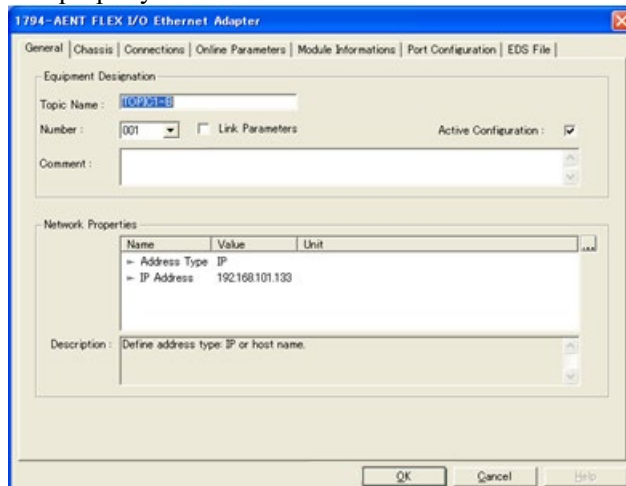 1794-AENT FLEX I/O Ethernet Adapter
General Chassis Connections Online Parameters Module Informations Port Configuration EDS File
Equipment Designation
Topic Name : TOPIC1-B
Number : 001 Link Parameters Active Configuration :
Comment :
Network Properties
Name Value Unit
Address Type IP
IP Address 192.168.101.133
...
Description : Define address type: IP or host name.
OK Cancel Help